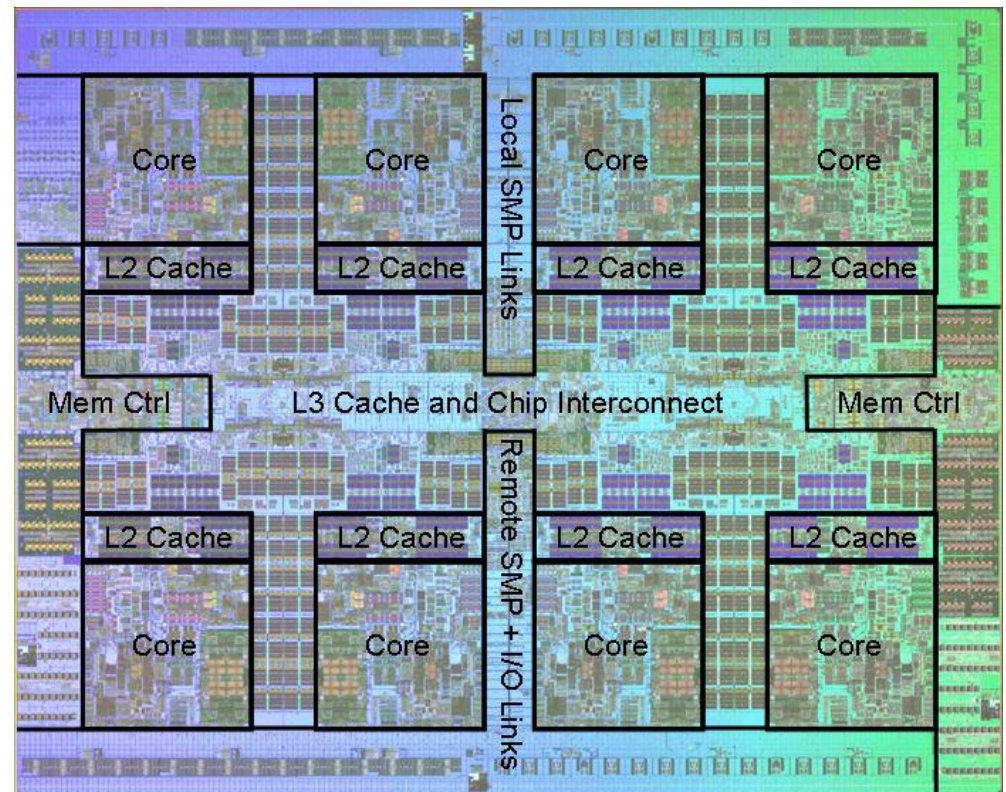 Core
Core
Local SMP Links
Core
Core
L2 Cache
L2 Cache
L2 Cache
L2 Cache
Mem Ctrl
L3 Cache and Chip Interconnect
Mem Ctrl
L2 Cache
L2 Cache
Remote SMP + I/O Links
L2 Cache
L2 Cache
Core
Core
Core
Core